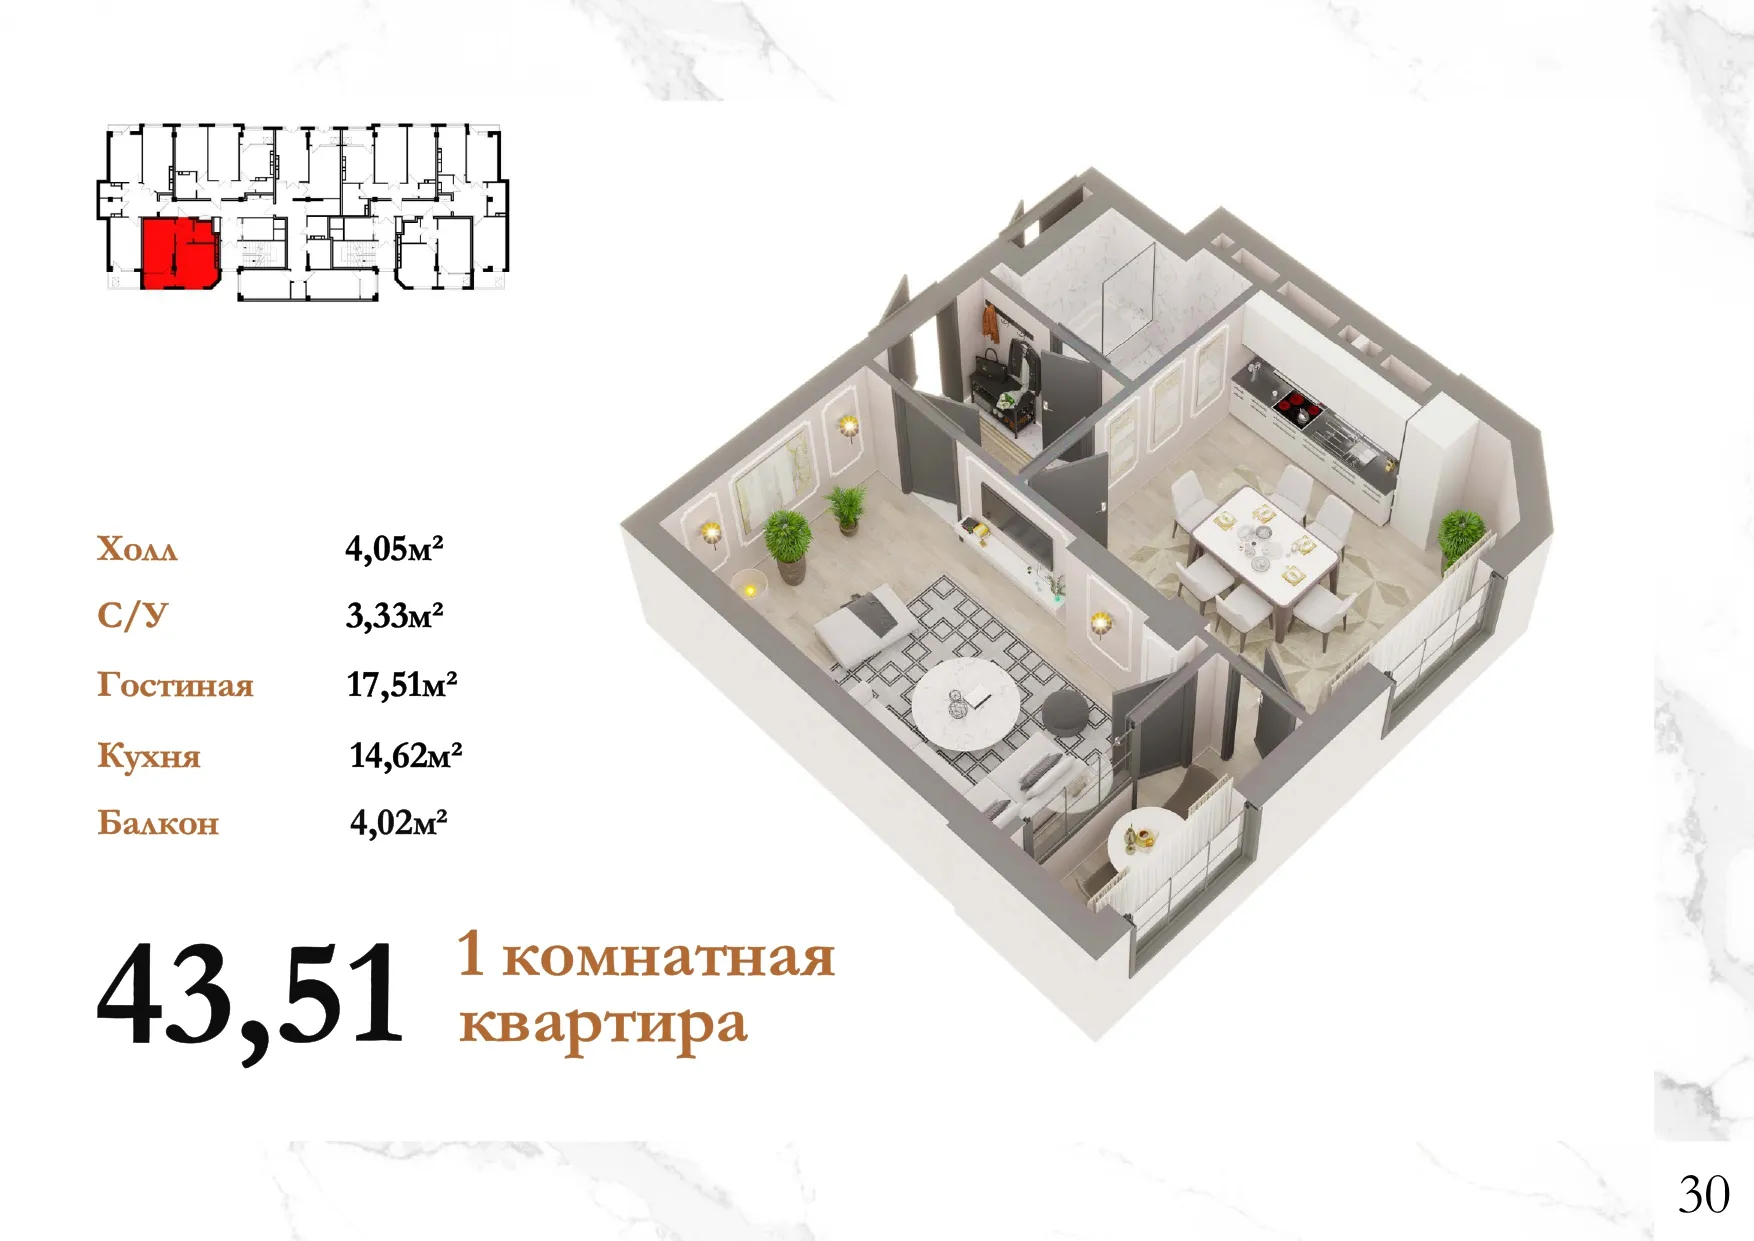 Холл 4,05м²
С/У 3,33м²
Гостиная 17,51м²
Кухня 14,62м²
Балкон 4,02м²
43,51
1 комнатная
квартира
30